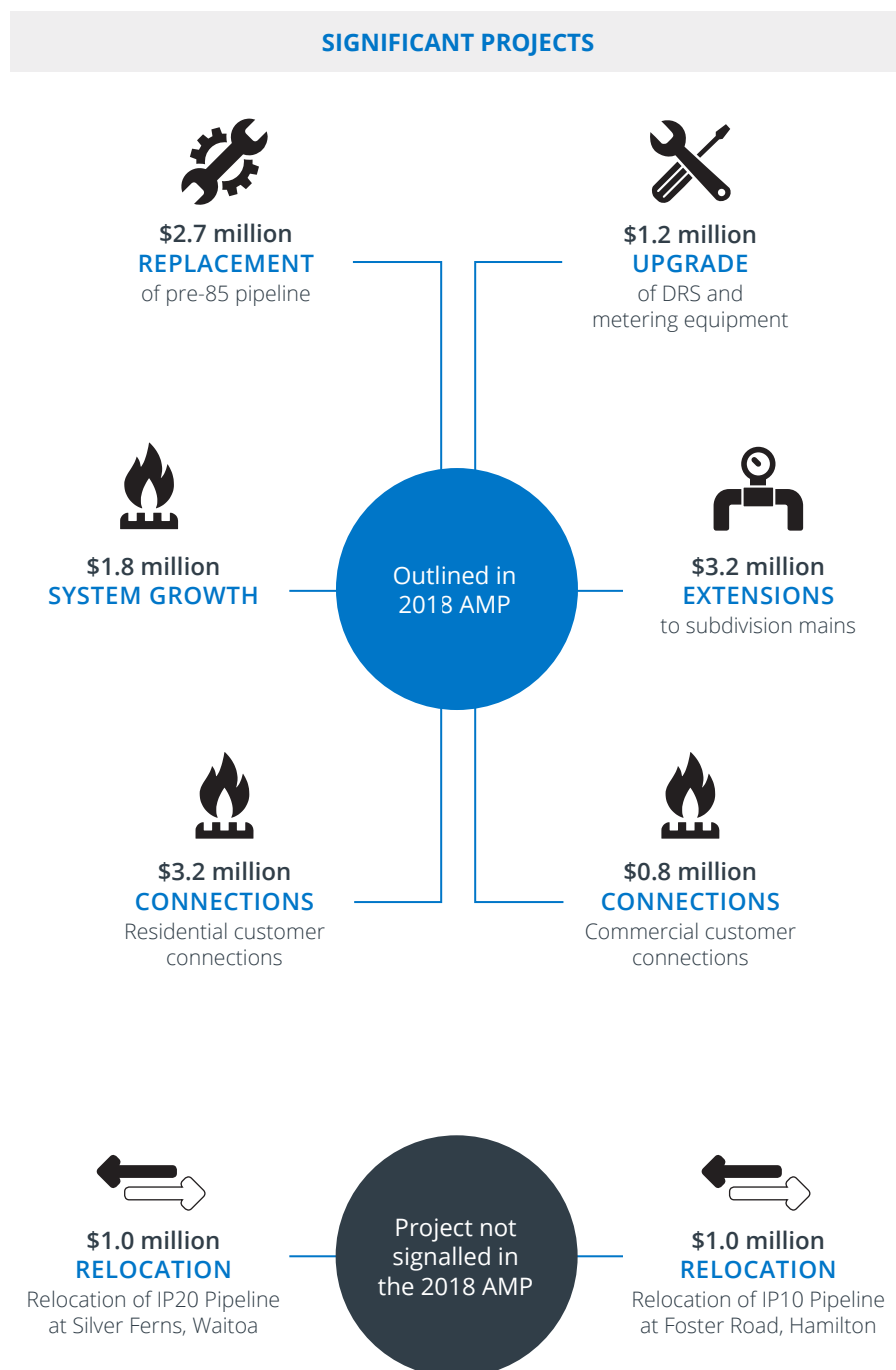 SIGNIFICANT PROJECTS
$2.7 million
REPLACEMENT
of pre-85 pipeline
$1.2 million
UPGRADE
of DRS and
metering equipment
$1.8 million
SYSTEM GROWTH
Outlined in
2018 AMP
$3.2 million
EXTENSIONS
to subdivision mains
$3.2 million
CONNECTIONS
Residential customer
connections
$0.8 million
CONNECTIONS
Commercial customer
connections
$1.0 million
RELOCATION
Relocation of IP20 Pipeline
at Silver Ferns, Waitoa
Project not
signalled in
the 2018 AMP
$1.0 million
RELOCATION
Relocation of IP10 Pipeline
at Foster Road, Hamilton